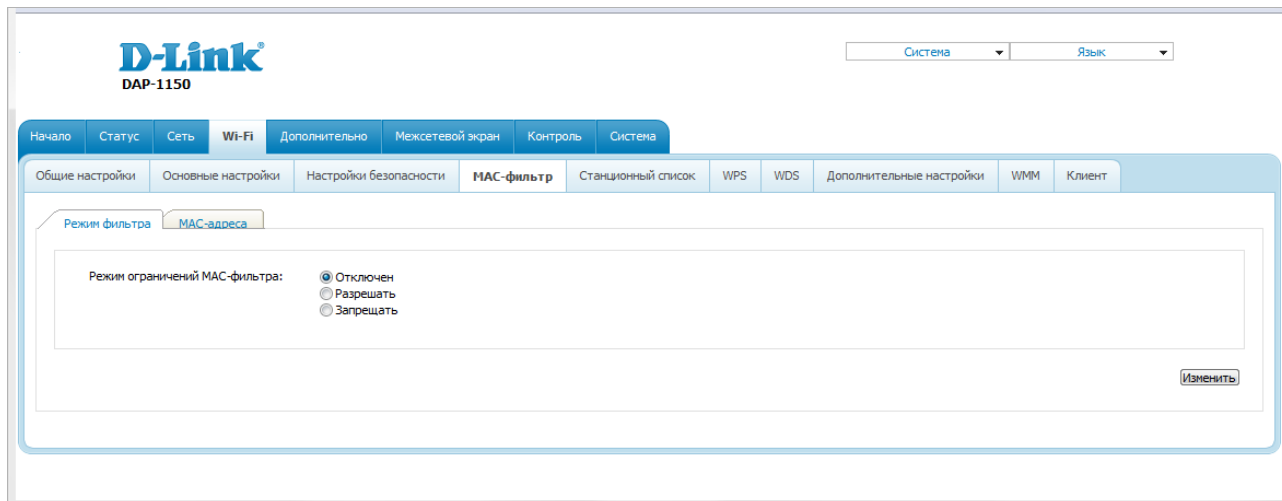 D-Link®
DAP-1150
Система Язык
Начало Статус Сеть Wi-Fi Дополнительно Межсетевой экран Контроль Система
Общие настройки Основные настройки Настройки безопасности MAC-фильтр Станционный список WPS WDS Дополнительные настройки WMM Клиент
Режим фильтра MAC-адреса
Режим ограничений MAC-фильтра: Отключен
Разрешать
Запрещать
Изменить